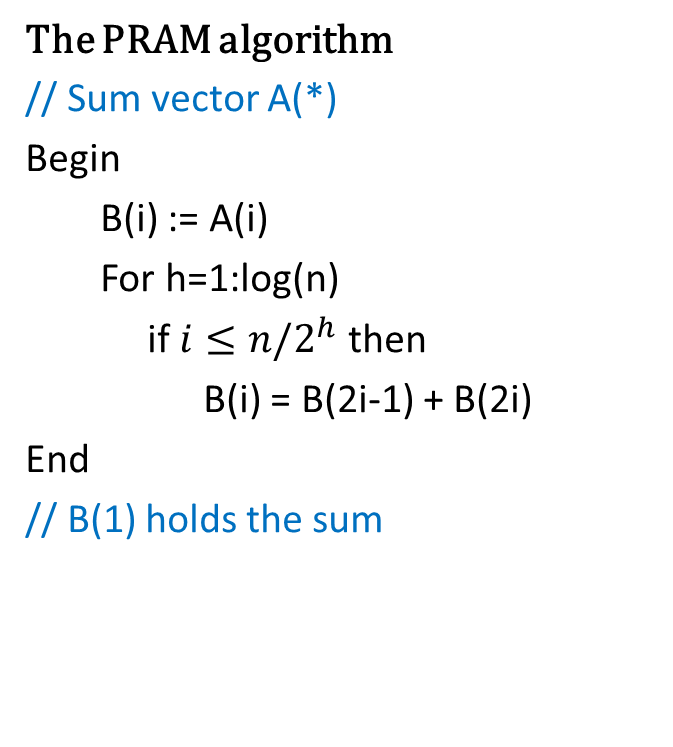 The PRAM algorithm
// Sum vector A(*)
Begin
B(i) := A(i)
For h=1:log(n)
if i ≤ n/2^h then
B(i) = B(2i-1) + B(2i)
End
// B(1) holds the sum